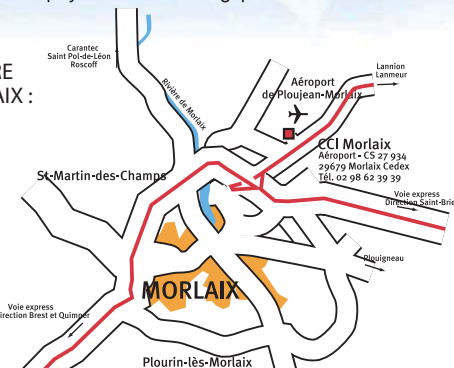 Carantec
Saint Pol-de-Léon
Roscoff
Lannion
Lanmeur
RE
AIX :
Rivière de Morlaix
Aéroport
de Ploujean-Morlaix
CCI Morlaix
Aéroport - CS 27 934
29679 Morlaix Cedex
Tél. 02 98 62 39 39
St-Martin-des-Champs
Voie express
Direction Saint-Brie
Plouigneau
MORLAIX
Voie express
irection Brest et Quimper
Plourin-lès-Morlaix